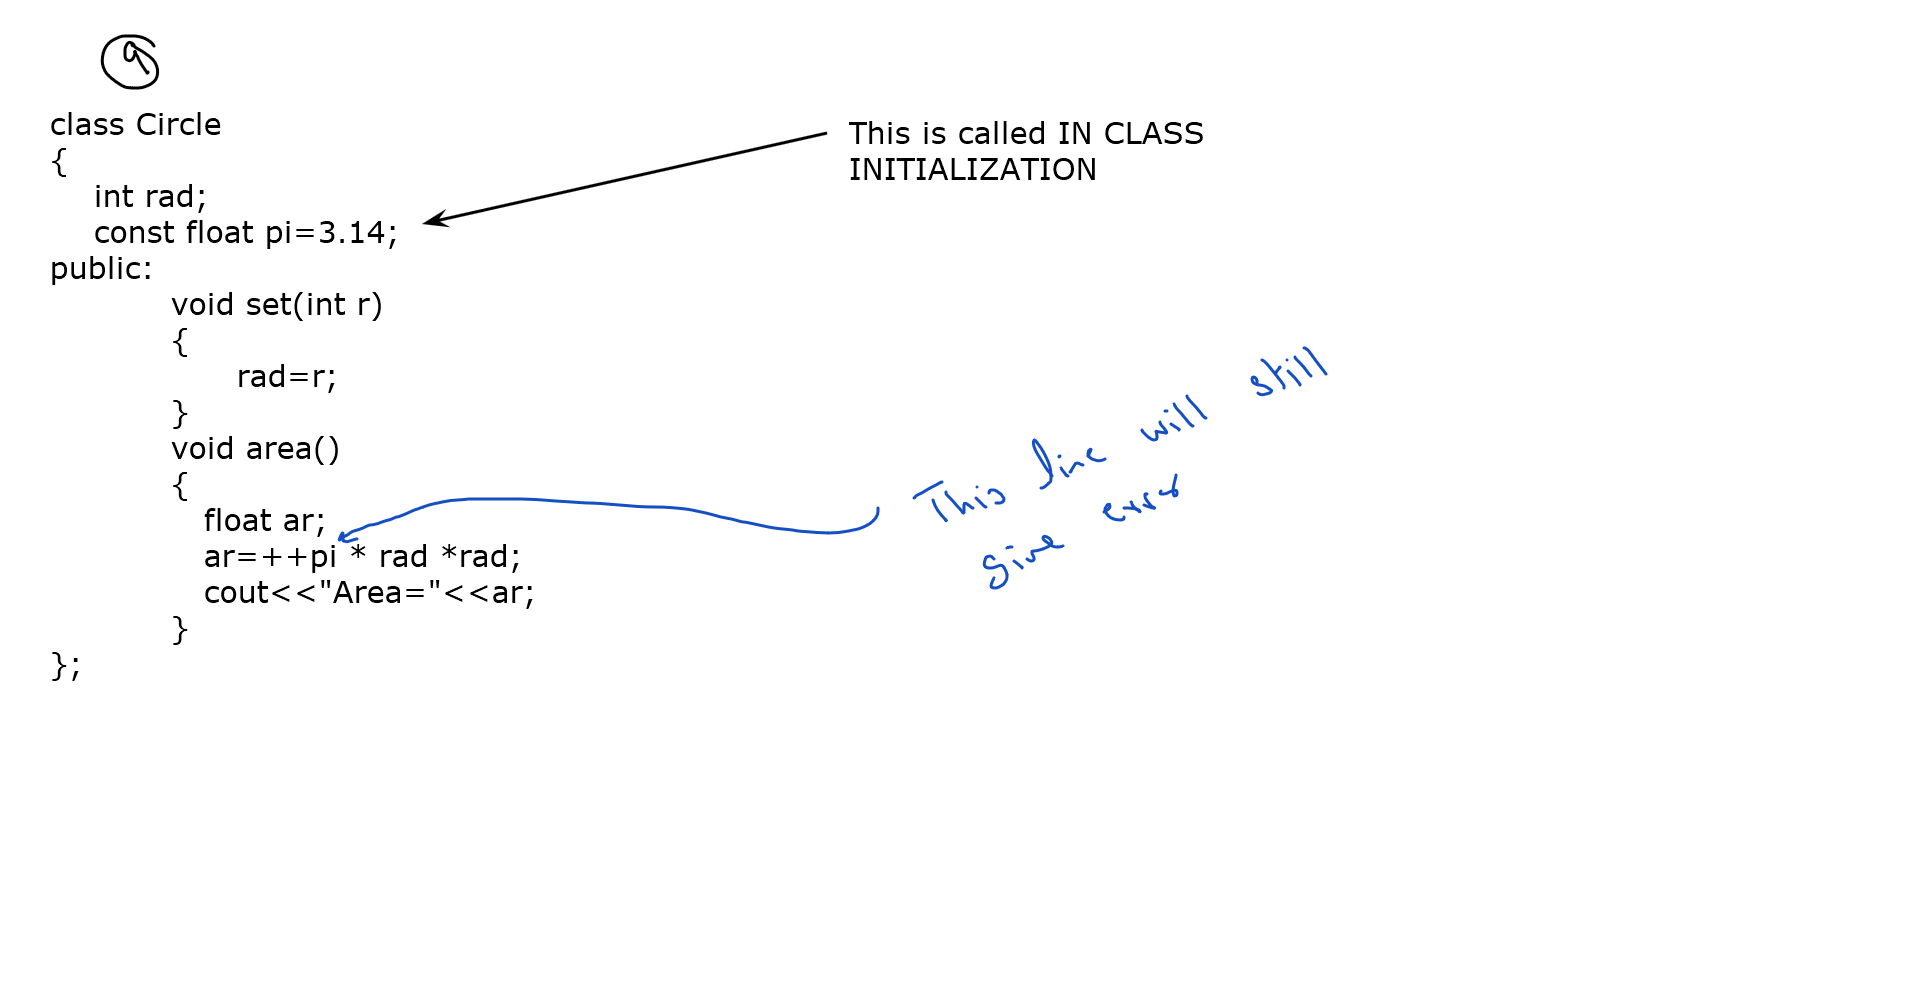 class Circle
{
int rad;
const float pi=3.14;
public:
void set(int r)
{
rad=r;
}
void area()
{
float ar;
ar=++pi * rad *rad;
cout<<"Area="<<ar;
}
};
This is called IN CLASS
INITIALIZATION
This line will still
give error